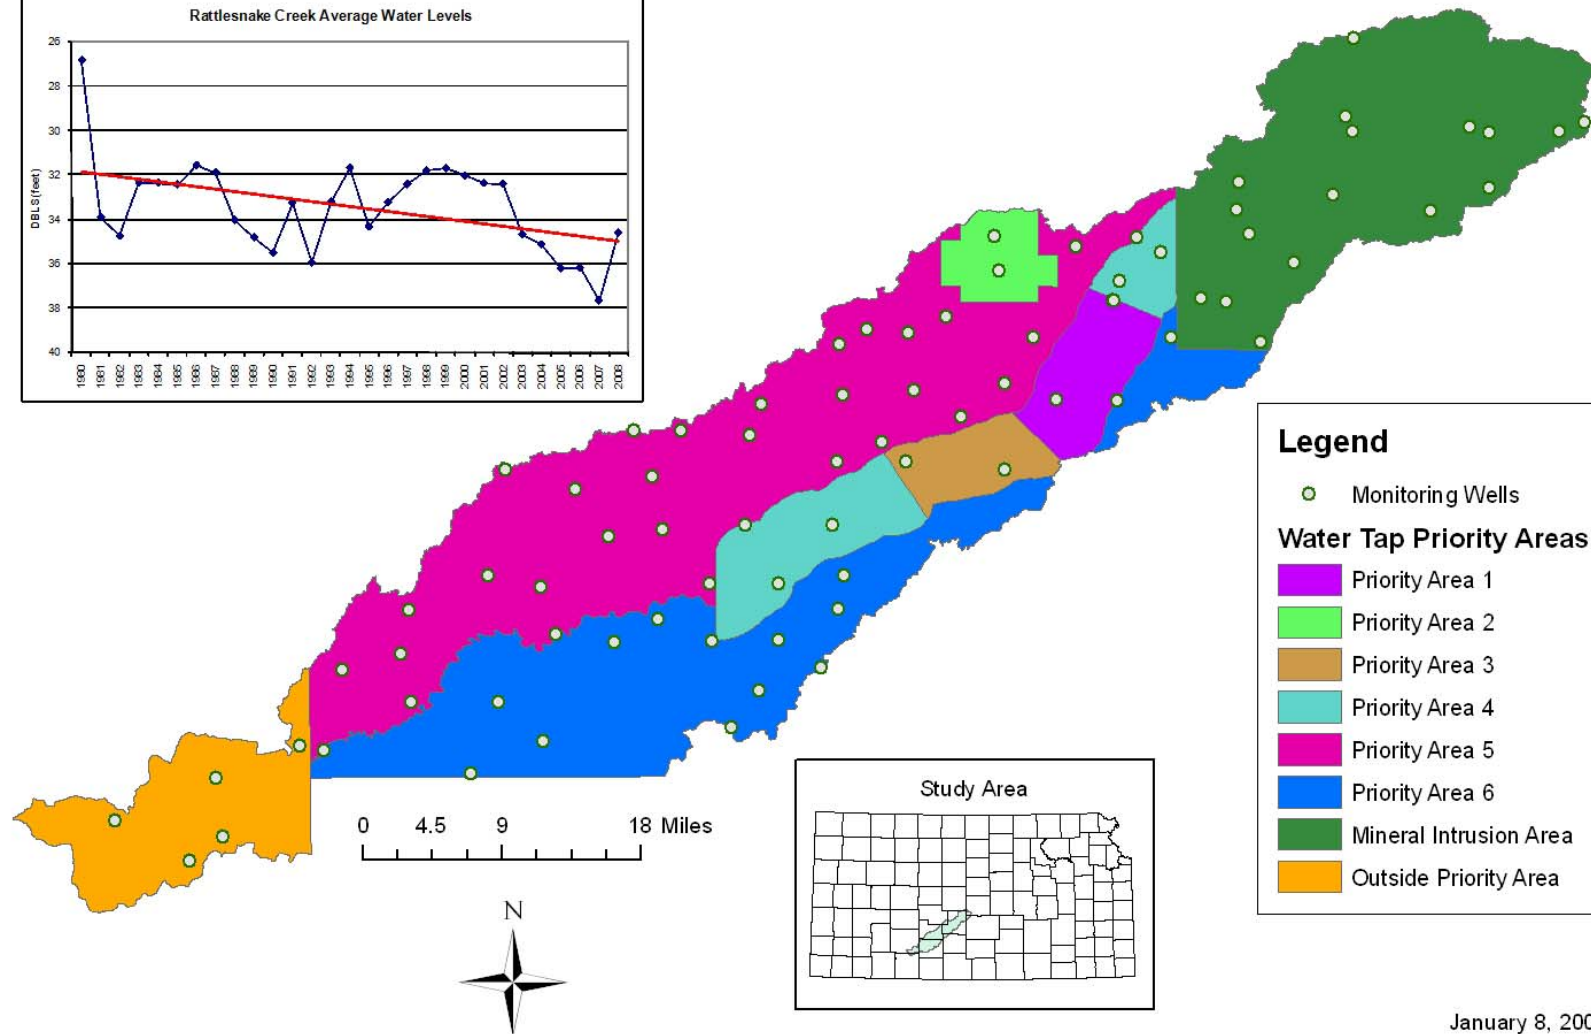 Rattlesnake Creek Average Water Levels
26
28
30
32
34
36
38
40
DBLS(feet)
1980
1981
1982
1983
1984
1985
1986
1987
1988
1989
1990
1991
1992
1993
1994
1995
1996
1997
1998
1999
2000
2001
2002
2003
2004
2005
2006
2007
2008
Legend
Monitoring Wells
Water Tap Priority Areas
Priority Area 1
Priority Area 2
Priority Area 3
Priority Area 4
Priority Area 5
Priority Area 6
Mineral Intrusion Area
Outside Priority Area
0 4.5 9 18 Miles
N
Study Area
January 8, 200